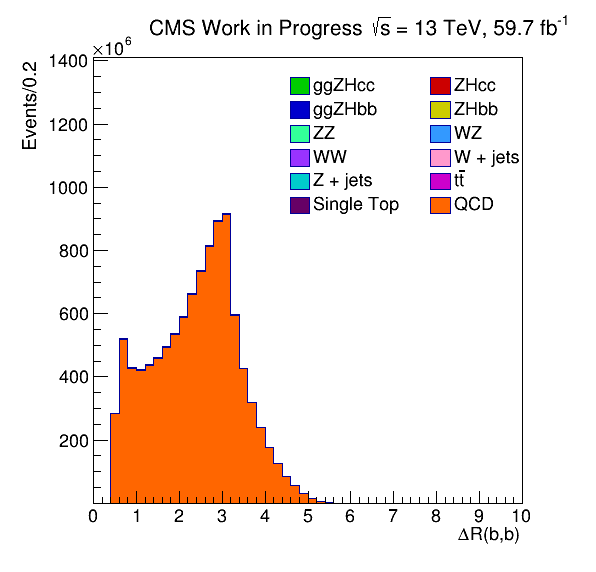 CMS Work in Progress √s = 13 TeV, 59.7 fb⁻¹
×10⁶
Events/0.2
1400
1200
1000
800
600
400
200
ggZHcc ZHcc
ggZHbb ZHbb
ZZ WZ
WW W + jets
Z + jets tt̄
Single Top QCD
0 1 2 3 4 5 6 7 8 9 10
ΔR(b,b)